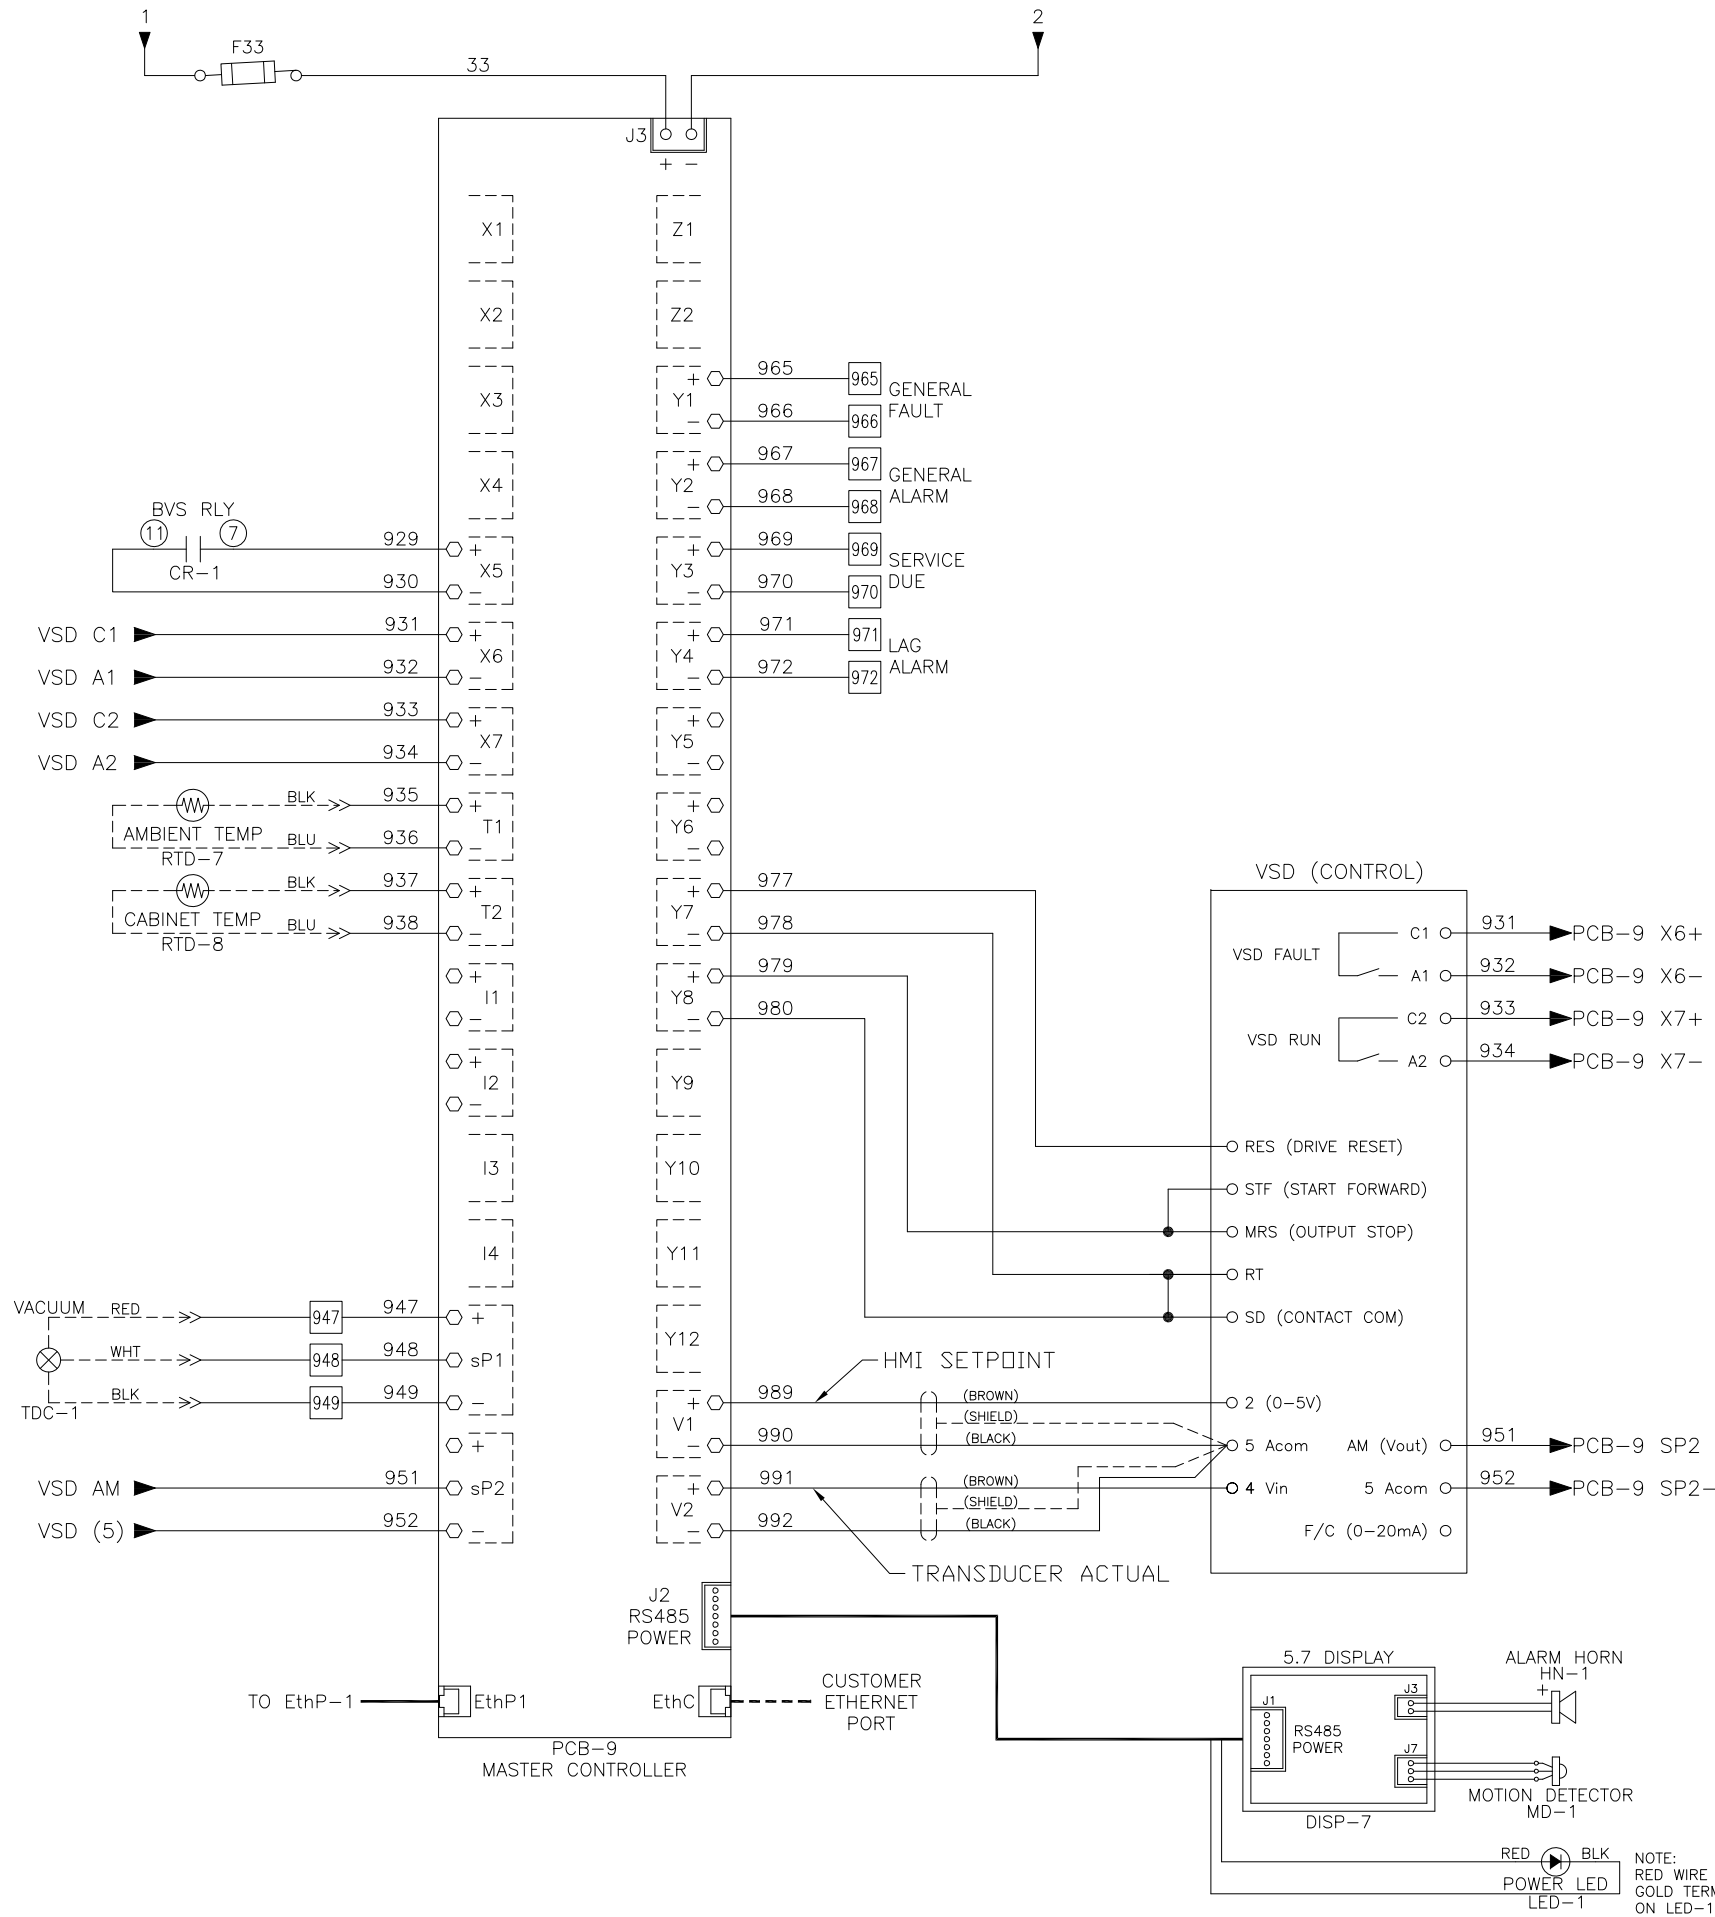 1
2
F33
33
J3
+ −
X1
Z1
X2
Z2
X3
+
Y1
−
965
965
966
966
GENERAL
FAULT
X4
+
Y2
−
967
967
968
968
GENERAL
ALARM
BVS RLY
11
7
CR−1
929
930
+
X5
−
+
Y3
−
969
969
970
970
SERVICE
DUE
VSD C1
931
VSD A1
932
+
X6
−
+
Y4
−
971
971
972
972
LAG
ALARM
VSD C2
933
VSD A2
934
+
X7
−
+
Y5
−
BLK
935
AMBIENT TEMP
BLU
936
RTD−7
+
T1
−
+
Y6
−
BLK
937
CABINET TEMP
BLU
938
RTD−8
+
T2
−
+
Y7
−
977
978
+
I1
−
+
Y8
−
979
980
+
I2
−
Y9
I3
Y10
I4
Y11
Y12
VACUUM
RED
947
947
+
WHT
948
948
sP1
BLK
949
949
−
TDC−1
+
VSD AM
951
sP2
VSD (5)
952
−
HMI SETPOINT
+
V1
−
989
(BROWN)
(SHIELD)
990
(BLACK)
+
V2
−
991
(BROWN)
(SHIELD)
992
(BLACK)
TRANSDUCER ACTUAL
VSD (CONTROL)
VSD FAULT
C1
931
PCB−9 X6+
A1
932
PCB−9 X6−
VSD RUN
C2
933
PCB−9 X7+
A2
934
PCB−9 X7−
RES (DRIVE RESET)
STF (START FORWARD)
MRS (OUTPUT STOP)
RT
SD (CONTACT COM)
2 (0−5V)
5 Acom
AM (Vout)
951
PCB−9 SP2
4 Vin
5 Acom
952
PCB−9 SP2−
F/C (0−20mA)
J2
RS485
POWER
TO EthP−1
EthP1
EthC
CUSTOMER
ETHERNET
PORT
PCB−9
MASTER CONTROLLER
5.7 DISPLAY
J1
RS485
POWER
J3
J7
DISP−7
ALARM HORN
HN−1
+
MOTION DETECTOR
MD−1
RED
BLK
POWER LED
LED−1
NOTE:
RED WIRE
GOLD TERM
ON LED−1